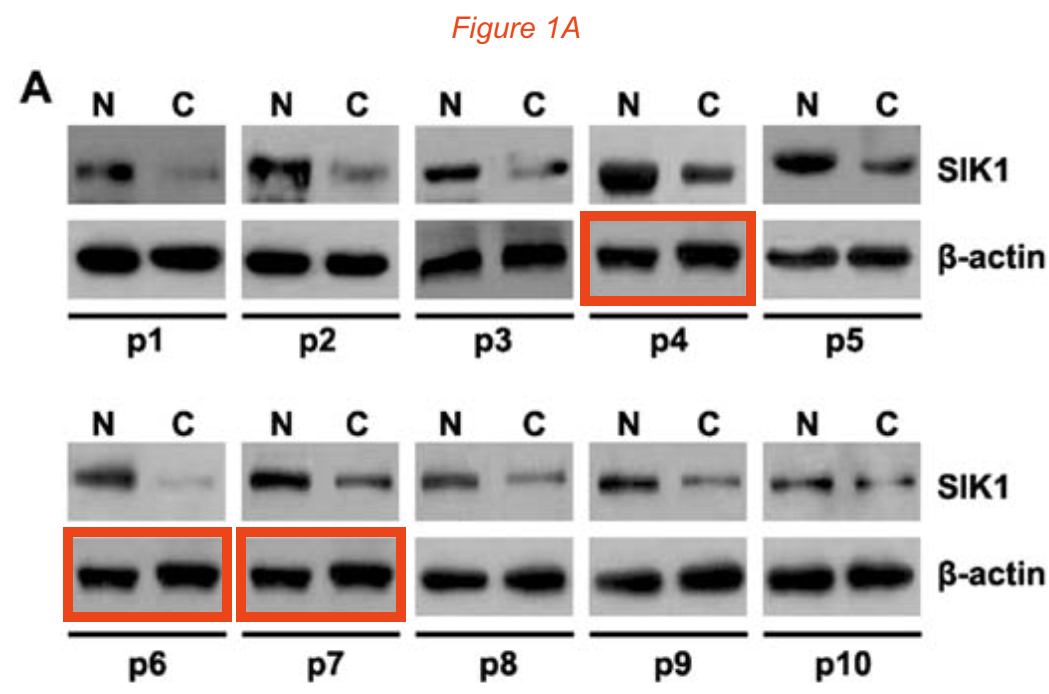 Figure 1A
A
N C N C N C N C N C
SIK1
β-actin
p1 p2 p3 p4 p5
N C N C N C N C N C
SIK1
β-actin
p6 p7 p8 p9 p10